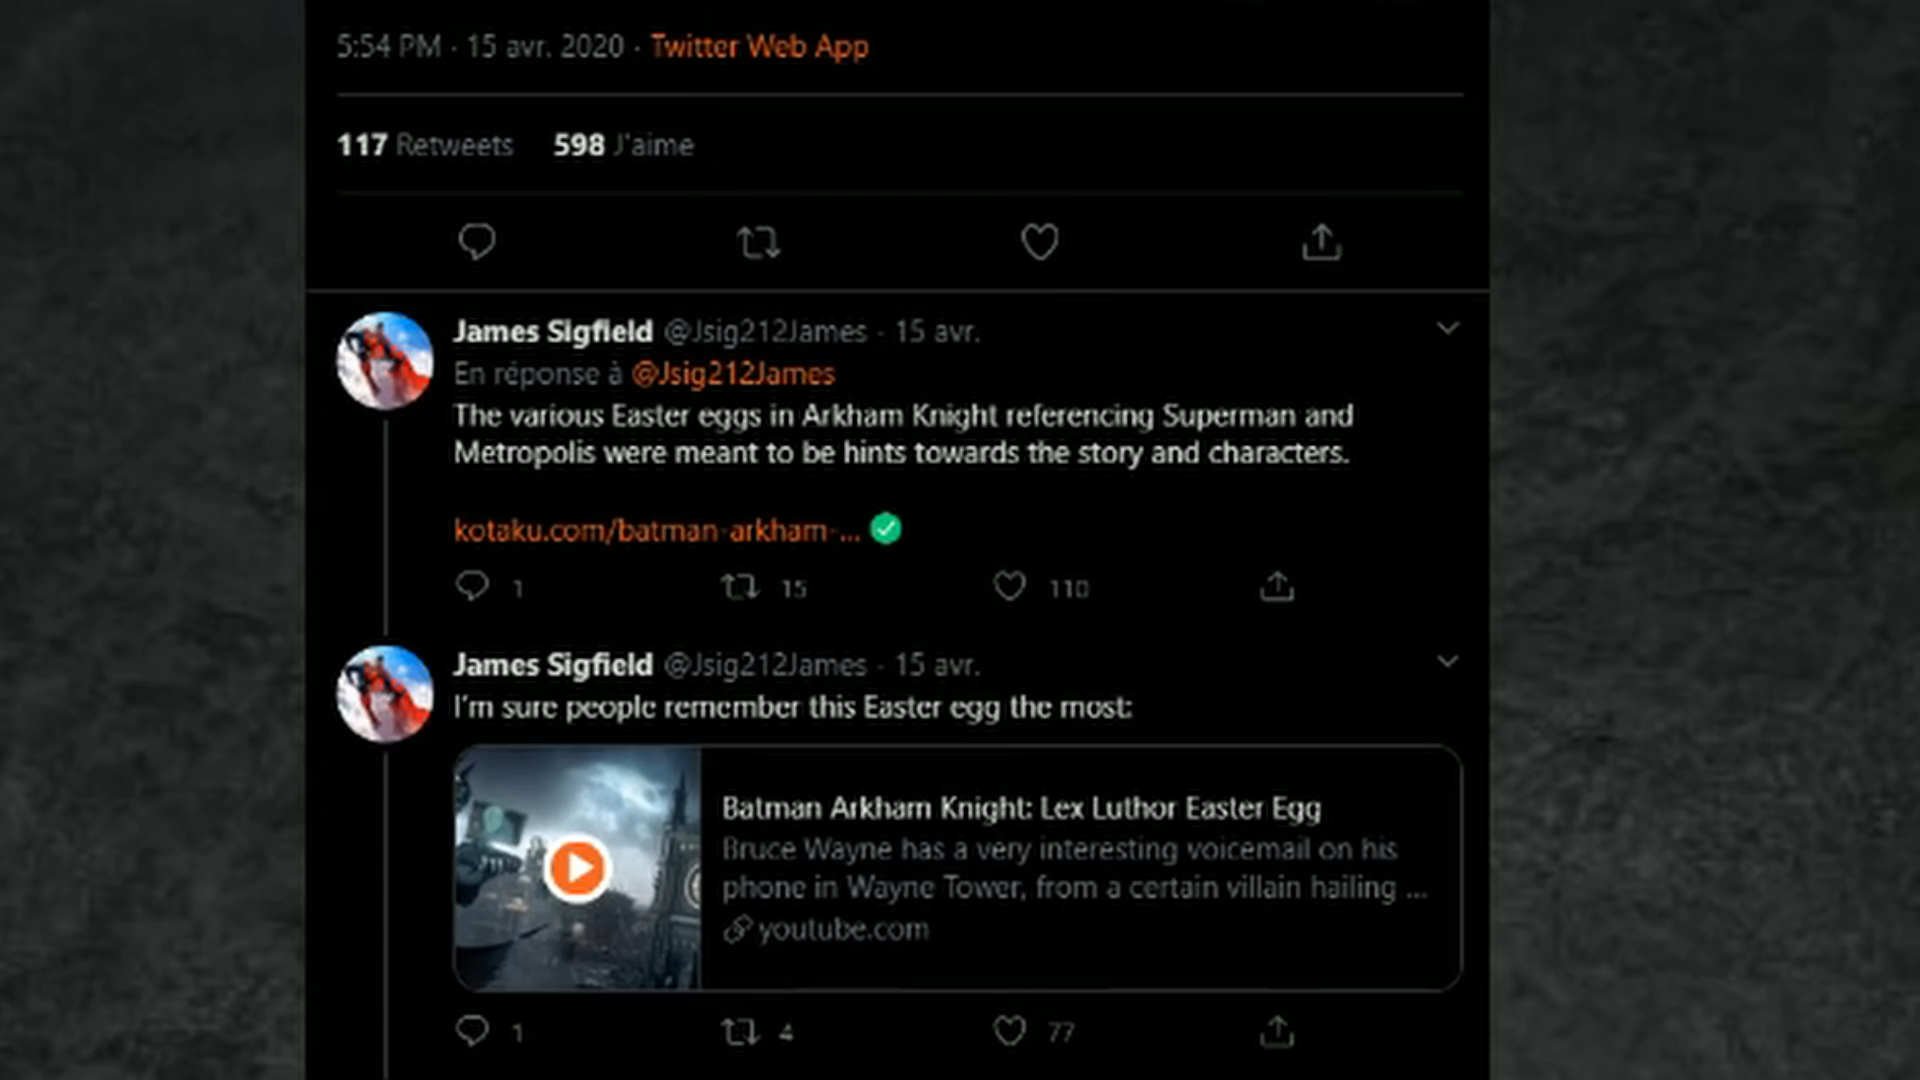 5:54 PM · 15 avr. 2020 · Twitter Web App
117 Retweets 598 J'aime
James Sigfield @Jsig212James · 15 avr.
En réponse à @Jsig212James
The various Easter eggs in Arkham Knight referencing Superman and
Metropolis were meant to be hints towards the story and characters.
kotaku.com/batman-arkham-...
1 15 110
James Sigfield @Jsig212James · 15 avr.
I'm sure people remember this Easter egg the most:
Batman Arkham Knight: Lex Luthor Easter Egg
Bruce Wayne has a very interesting voicemail on his
phone in Wayne Tower, from a certain villain hailing ...
youtube.com
1 4 77